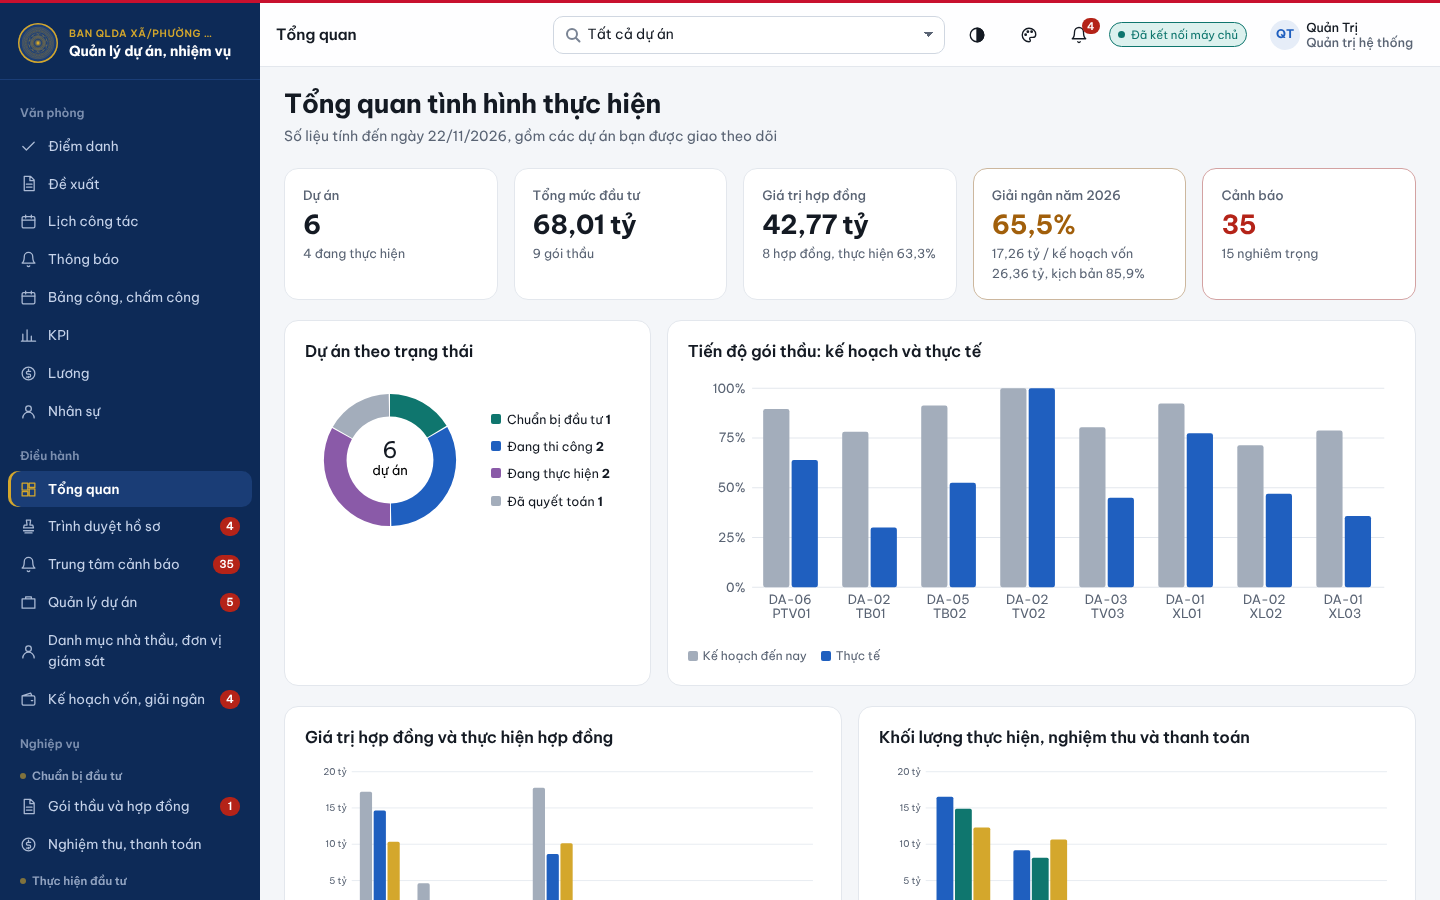 BAN QLDA XÃ/PHƯỜNG ...
Quản lý dự án, nhiệm vụ
Văn phòng
Điểm danh
Đề xuất
Lịch công tác
Thông báo
Bảng công, chấm công
KPI
Lương
Nhân sự
Điều hành
Tổng quan
Trình duyệt hồ sơ 4
Trung tâm cảnh báo 35
Quản lý dự án 5
Danh mục nhà thầu, đơn vị
giám sát
Kế hoạch vốn, giải ngân 4
Nghiệp vụ
Chuẩn bị đầu tư
Gói thầu và hợp đồng 1
Nghiệm thu, thanh toán
Thực hiện đầu tư
Tổng quan
Tất cả dự án
4
Đã kết nối máy chủ
QT
Quản Trị
Quản trị hệ thống
Tổng quan tình hình thực hiện
Số liệu tính đến ngày 22/11/2026, gồm các dự án bạn được giao theo dõi
Dự án
6
4 đang thực hiện
Tổng mức đầu tư
68,01 tỷ
9 gói thầu
Giá trị hợp đồng
42,77 tỷ
8 hợp đồng, thực hiện 63,3%
Giải ngân năm 2026
65,5%
17,26 tỷ / kế hoạch vốn
26,36 tỷ, kịch bản 85,9%
Cảnh báo
35
15 nghiêm trọng
Dự án theo trạng thái
6
dự án
Chuẩn bị đầu tư 1
Đang thi công 2
Đang thực hiện 2
Đã quyết toán 1
Tiến độ gói thầu: kế hoạch và thực tế
100%
75%
50%
25%
0%
DA-06 DA-02 DA-05 DA-02 DA-03 DA-01 DA-02 DA-01
PTV01 TB01 TB02 TV02 TV03 XL01 XL02 XL03
Kế hoạch đến nay Thực tế
Giá trị hợp đồng và thực hiện hợp đồng
20 tỷ
15 tỷ
10 tỷ
5 tỷ
Khối lượng thực hiện, nghiệm thu và thanh toán
20 tỷ
15 tỷ
10 tỷ
5 tỷ